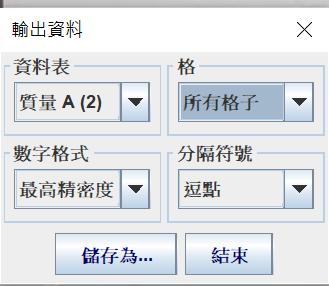 輸出資料
資料表 格
質量 A (2) 所有格子
數字格式 分隔符號
最高精密度 逗點
儲存為... 結束